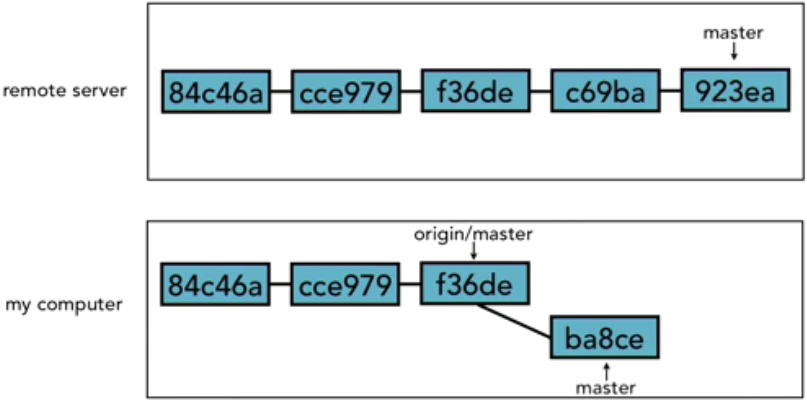 master
remote server
84c46a cce979 f36de c69ba 923ea
origin/master
84c46a cce979 f36de
my computer
ba8ce
master